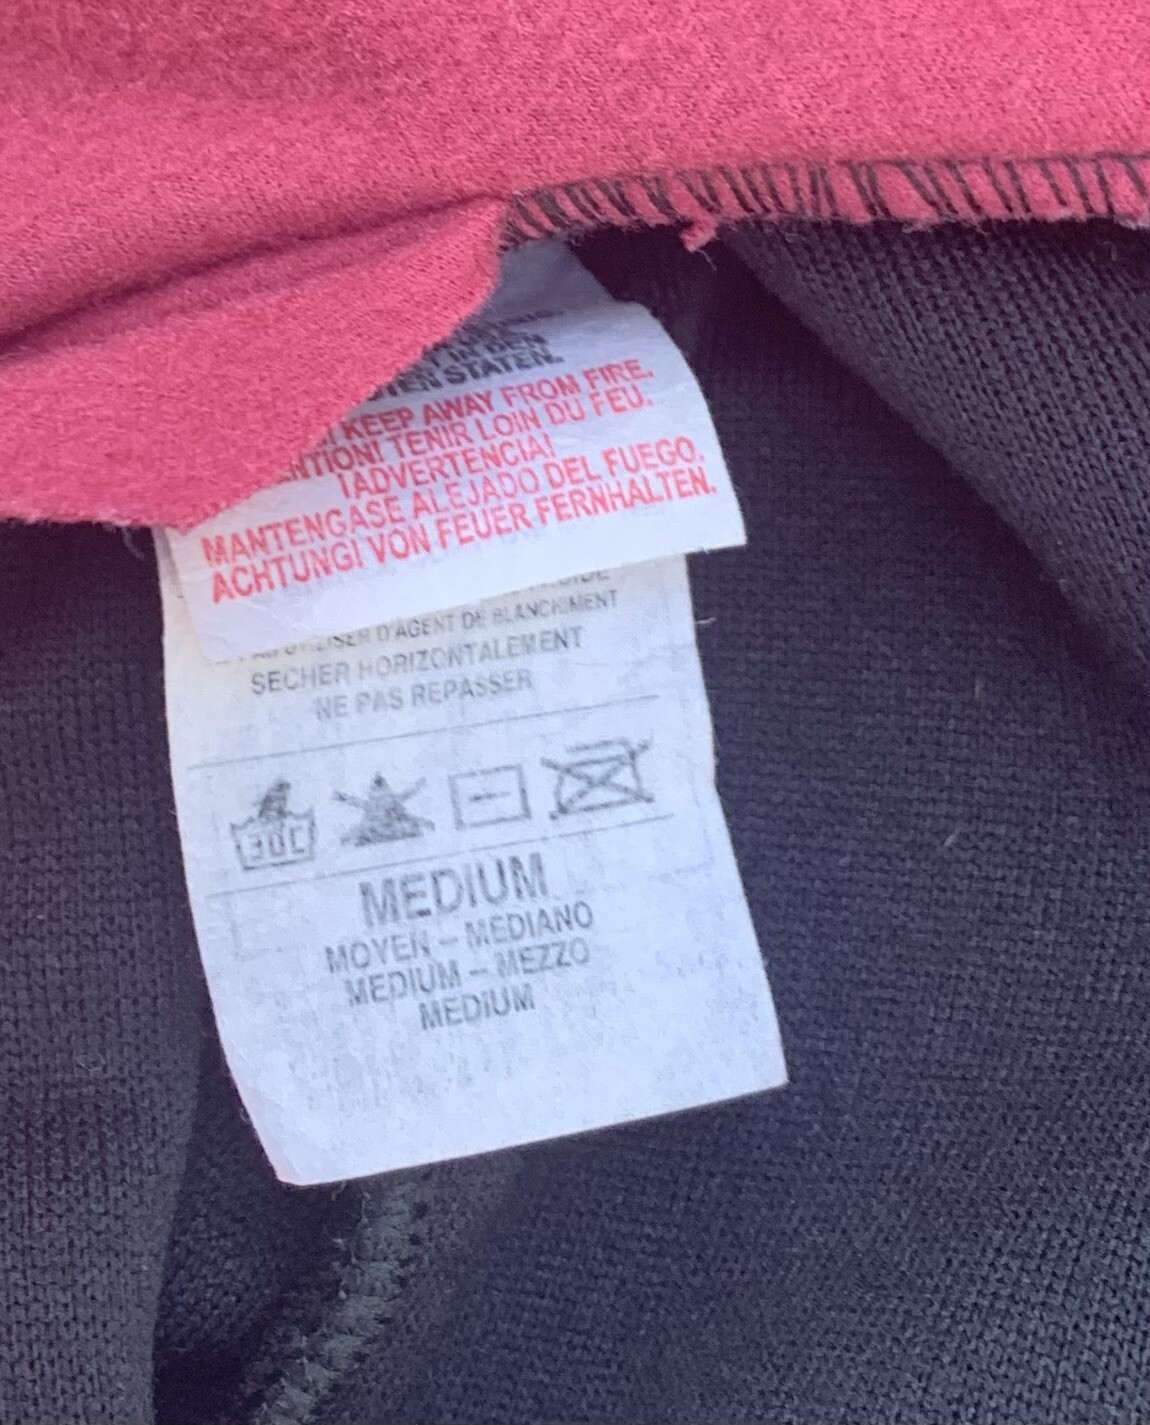 STATEN.
KEEP AWAY FROM FIRE.
TENIR LOIN DU FEU.
¡ADVERTENCIA!
MANTENGASE ALEJADO DEL FUEGO.
ACHTUNG! VON FEUER FERNHALTEN.
D'AGENT DE BLANCHIMENT
SECHER HORIZONTALEMENT
NE PAS REPASSER
30C
MEDIUM
MOYEN – MEDIANO
MEDIUM – MEZZO
MEDIUM